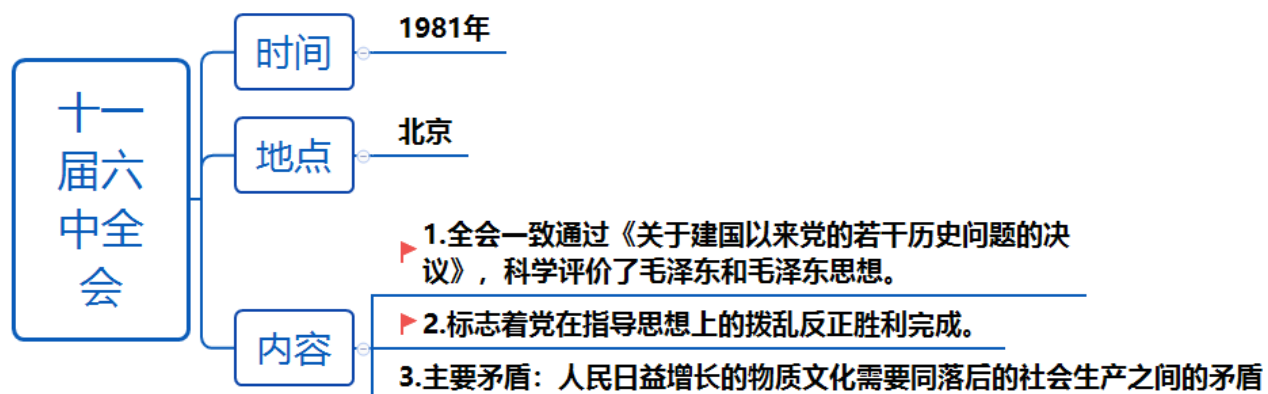 十一
届六
中全
会
时间
1981年
地点
北京
内容
1.全会一致通过《关于建国以来党的若干历史问题的决
议》，科学评价了毛泽东和毛泽东思想。
2.标志着党在指导思想上的拨乱反正胜利完成。
3.主要矛盾：人民日益增长的物质文化需要同落后的社会生产之间的矛盾